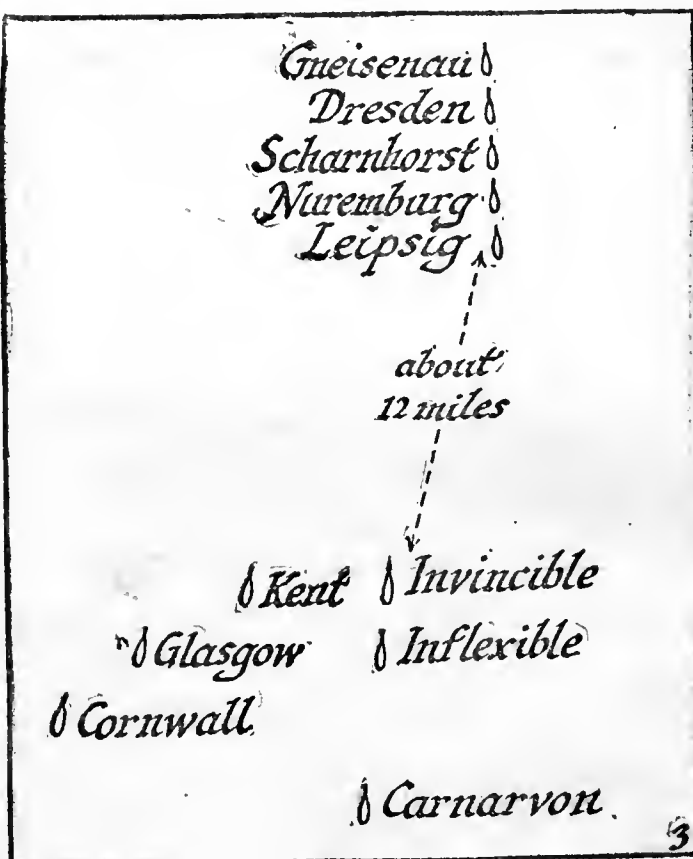 Gneisenau
Dresden
Scharnhorst
Nuremburg
Leipsig
about
12 miles
Kent Invincible
Glasgow Inflexible
Cornwall
Carnarvon.
3